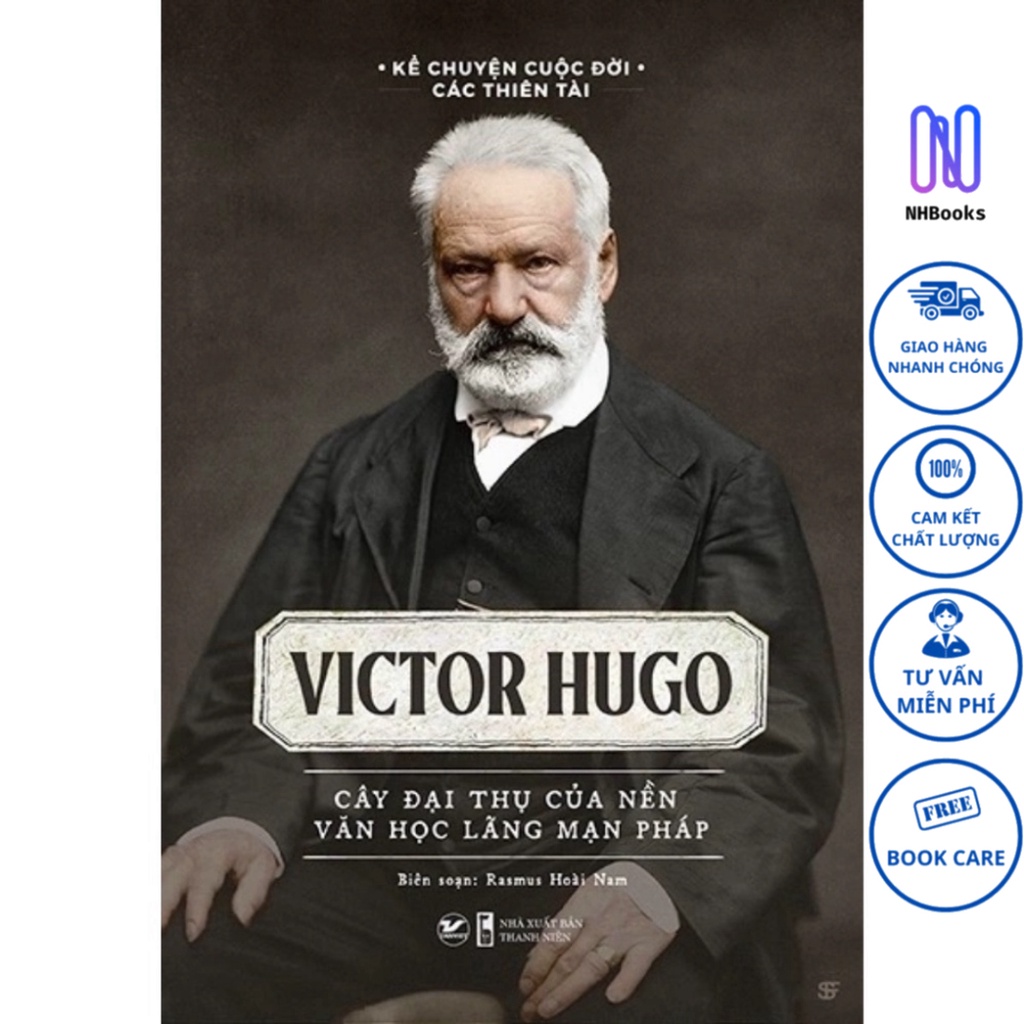 • KỂ CHUYỆN CUỘC ĐỜI •
CÁC THIÊN TÀI
VICTOR HUGO
CÂY ĐẠI THỤ CỦA NỀN
VĂN HỌC LÃNG MẠN PHÁP
Biên soạn: Rasmus Hoài Nam
NHÀ XUẤT BẢN
THANH NIÊN
NHBooks
GIAO HÀNG
NHANH CHÓNG
100%
CAM KẾT
CHẤT LƯỢNG
TƯ VẤN
MIỄN PHÍ
FREE
BOOK CARE